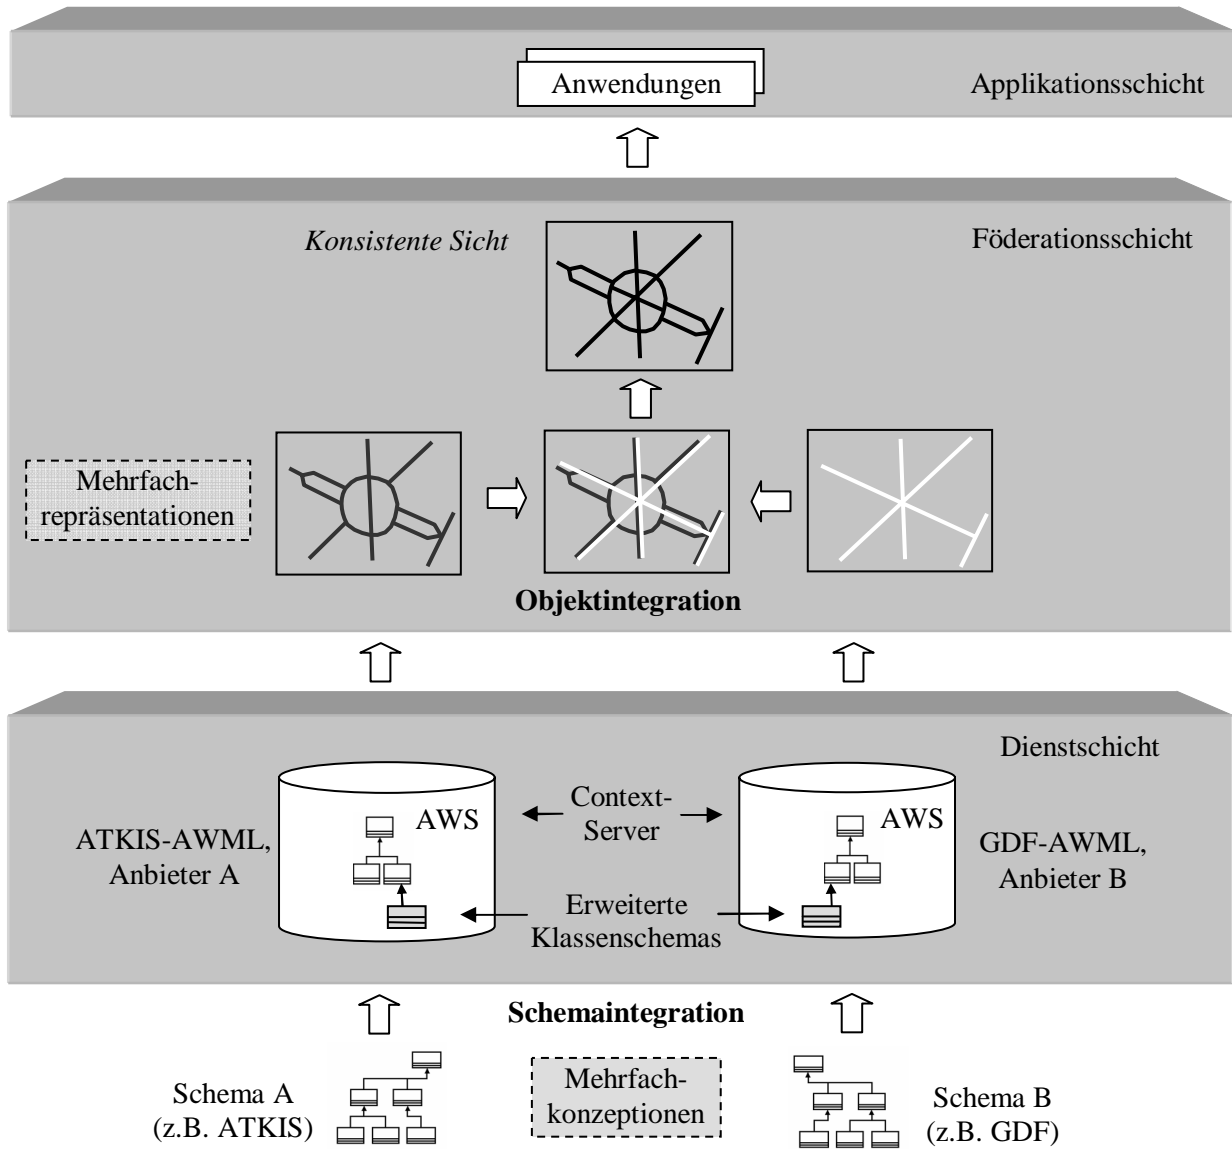 Anwendungen
Applikationsschicht
Konsistente Sicht
Föderationsschicht
Mehrfach-
repräsentationen
Objektintegration
Dienstschicht
ATKIS-AWML,
Anbieter A
AWS
Context-
Server
AWS
GDF-AWML,
Anbieter B
Erweiterte
Klassenschemas
Schemaintegration
Schema A
(z.B. ATKIS)
Mehrfach-
konzeptionen
Schema B
(z.B. GDF)